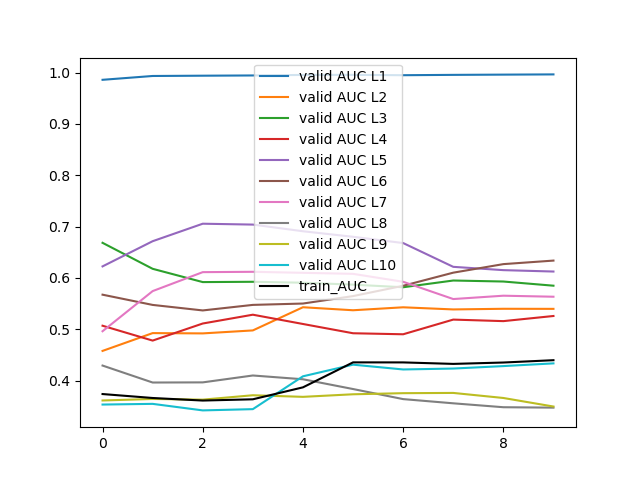 1.0
0.9
0.8
0.7
0.6
0.5
0.4
valid AUC L1
valid AUC L2
valid AUC L3
valid AUC L4
valid AUC L5
valid AUC L6
valid AUC L7
valid AUC L8
valid AUC L9
valid AUC L10
train_AUC
0 2 4 6 8